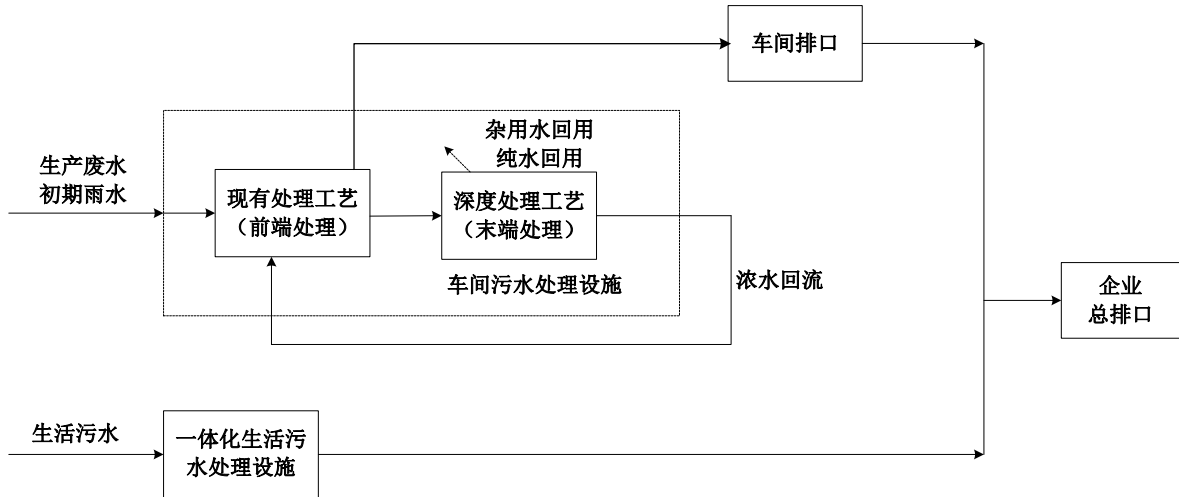 车间排口
杂用水回用
纯水回用
生产废水
初期雨水
现有处理工艺
（前端处理）
深度处理工艺
（末端处理）
车间污水处理设施
浓水回流
企业
总排口
生活污水
一体化生活污
水处理设施